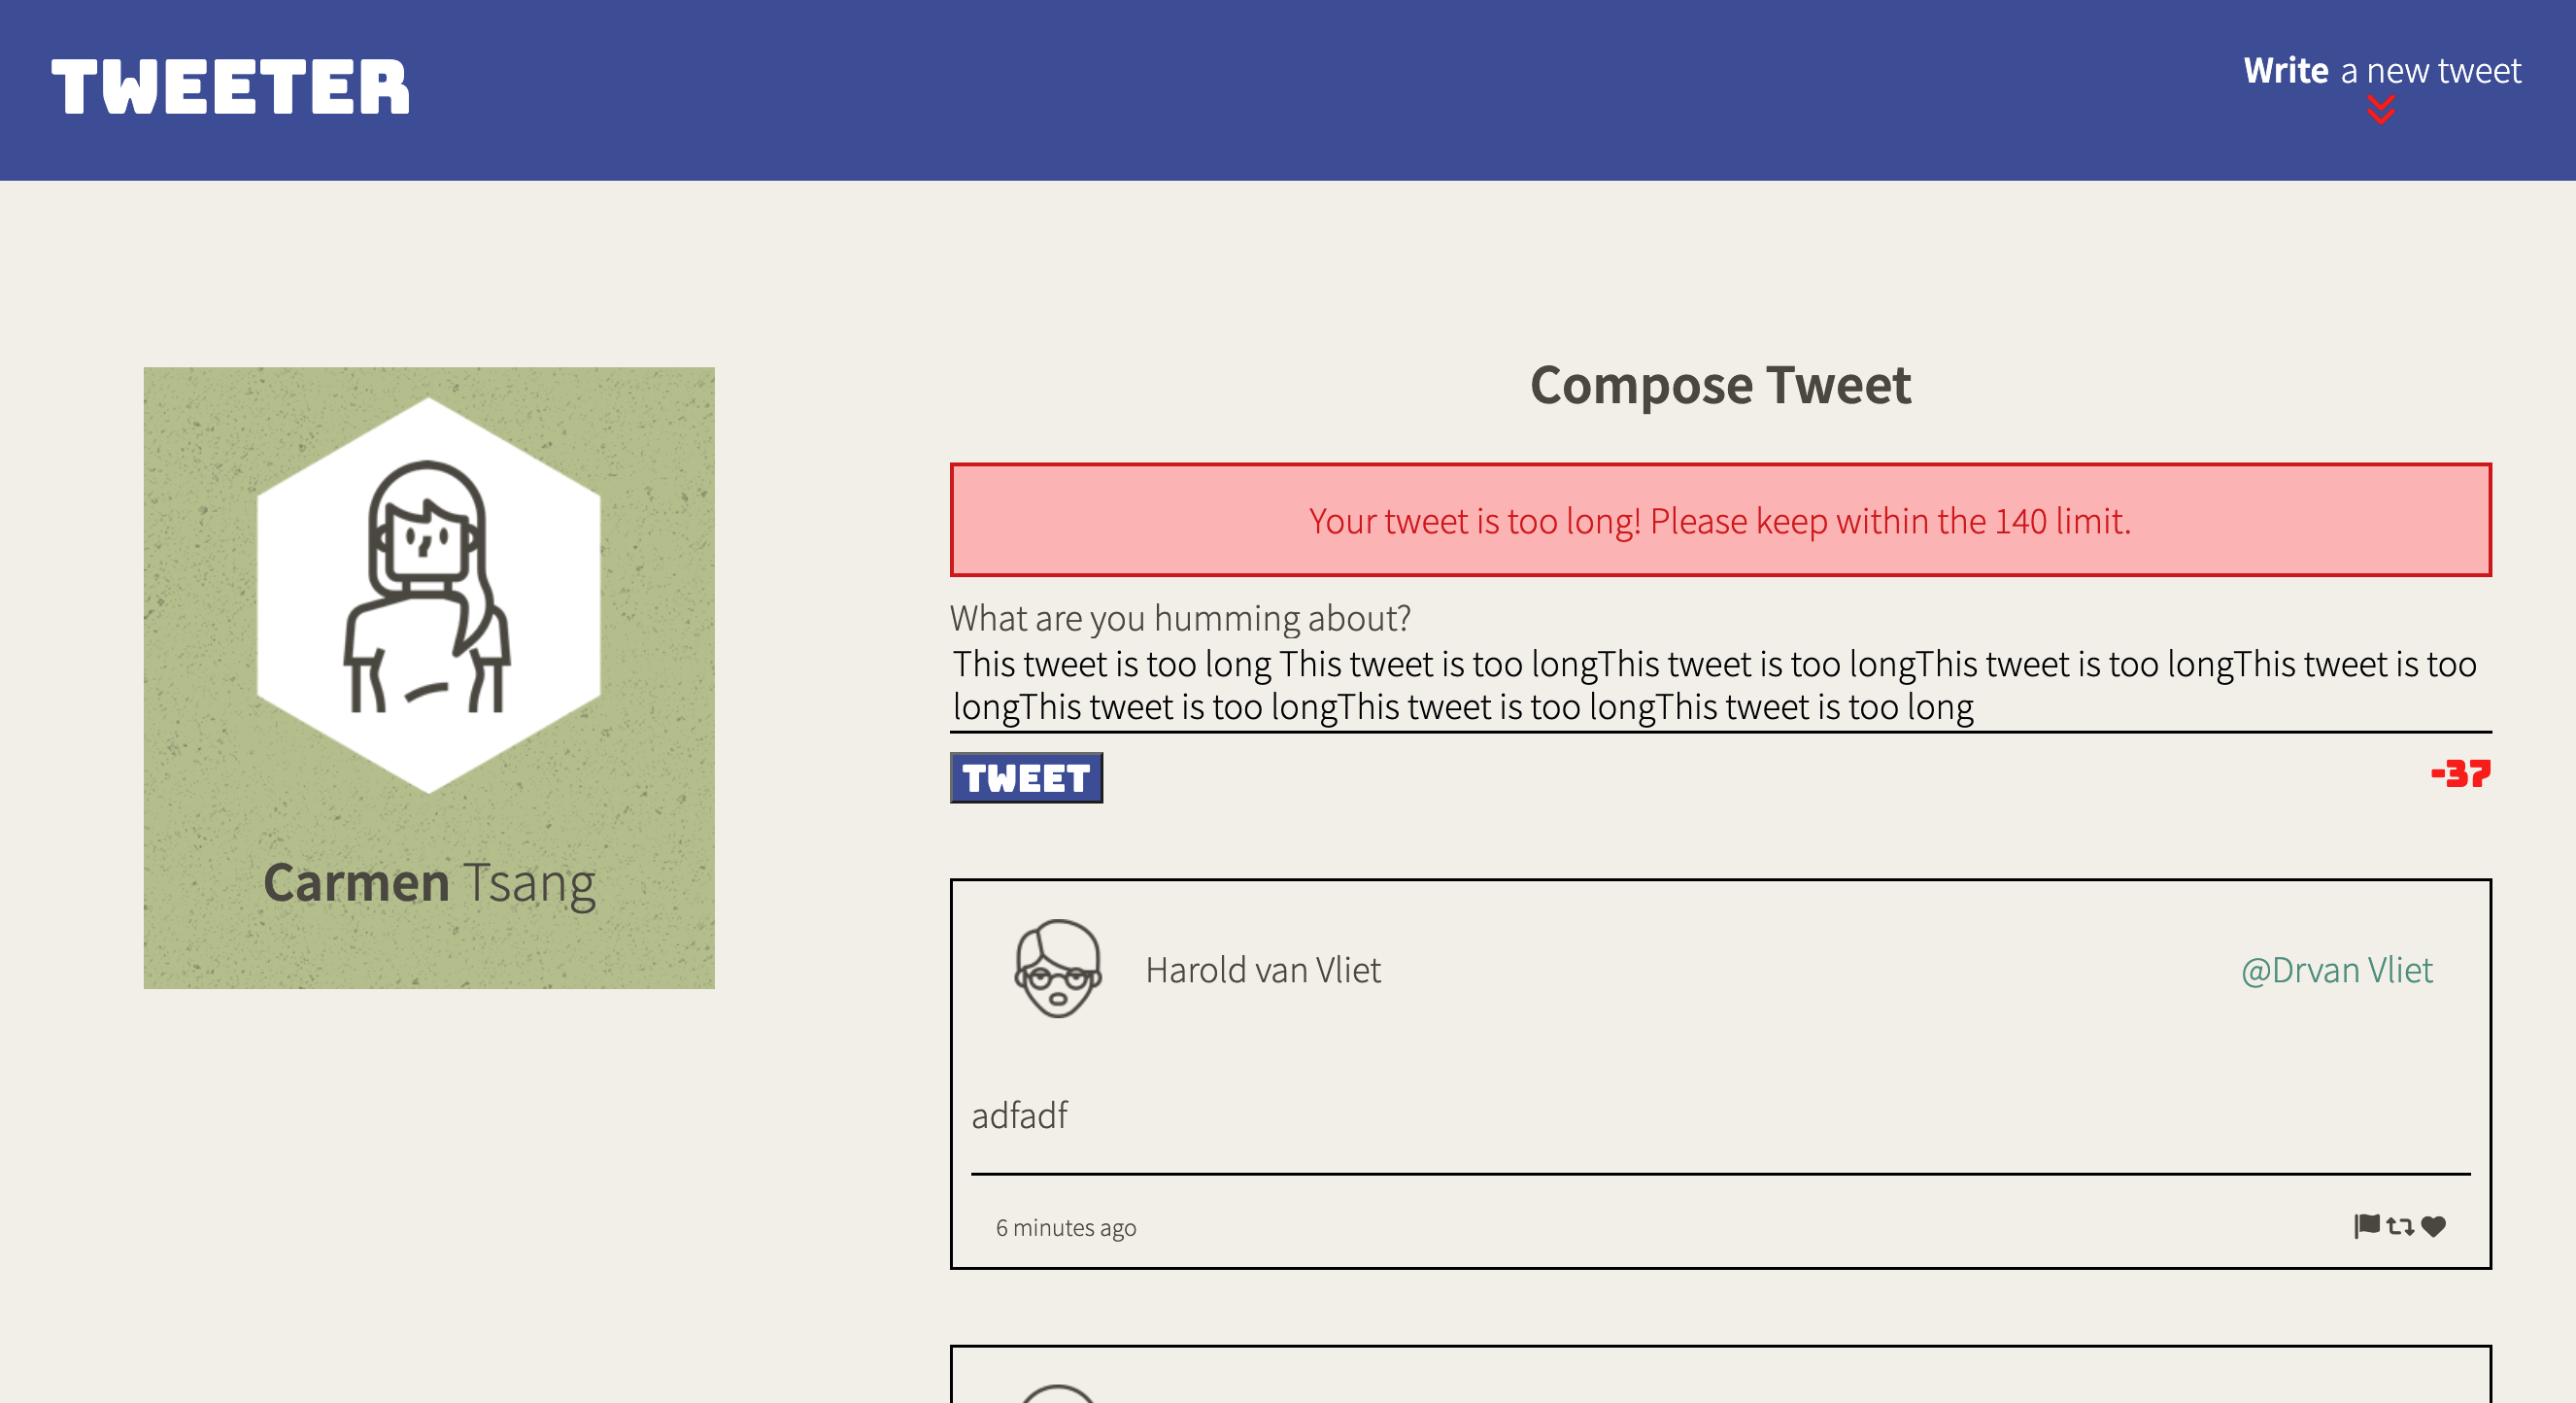 TWEETER
Write a new tweet
Carmen Tsang
Compose Tweet
Your tweet is too long! Please keep within the 140 limit.
What are you humming about?
This tweet is too long This tweet is too longThis tweet is too longThis tweet is too longThis tweet is too
longThis tweet is too longThis tweet is too longThis tweet is too long
TWEET
-37
Harold van Vliet
@Drvan Vliet
adfadf
6 minutes ago